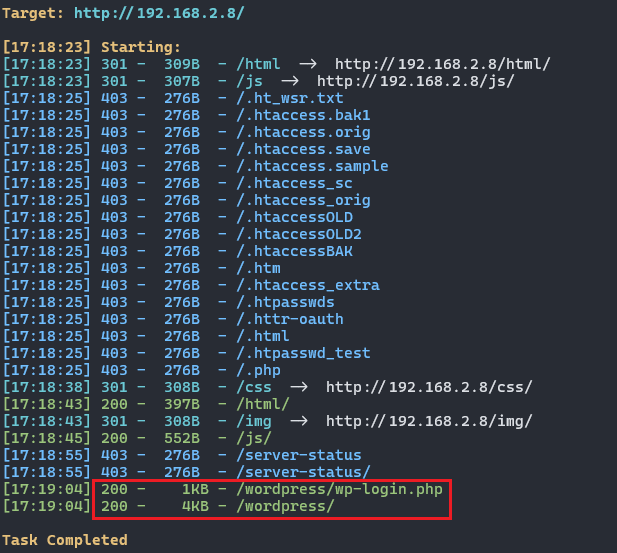 Target: http://192.168.2.8/
[17:18:23] Starting:
[17:18:23] 301 -  309B  - /html  ->  http://192.168.2.8/html/
[17:18:23] 301 -  307B  - /js  ->  http://192.168.2.8/js/
[17:18:25] 403 -  276B  - /.ht_wsr.txt
[17:18:25] 403 -  276B  - /.htaccess.bak1
[17:18:25] 403 -  276B  - /.htaccess.orig
[17:18:25] 403 -  276B  - /.htaccess.save
[17:18:25] 403 -  276B  - /.htaccess.sample
[17:18:25] 403 -  276B  - /.htaccess_sc
[17:18:25] 403 -  276B  - /.htaccess_orig
[17:18:25] 403 -  276B  - /.htaccessOLD
[17:18:25] 403 -  276B  - /.htaccessOLD2
[17:18:25] 403 -  276B  - /.htaccessBAK
[17:18:25] 403 -  276B  - /.htm
[17:18:25] 403 -  276B  - /.htaccess_extra
[17:18:25] 403 -  276B  - /.htpasswds
[17:18:25] 403 -  276B  - /.httr-oauth
[17:18:25] 403 -  276B  - /.html
[17:18:25] 403 -  276B  - /.htpasswd_test
[17:18:25] 403 -  276B  - /.php
[17:18:38] 301 -  308B  - /css  ->  http://192.168.2.8/css/
[17:18:43] 200 -  397B  - /html/
[17:18:43] 301 -  308B  - /img  ->  http://192.168.2.8/img/
[17:18:45] 200 -  552B  - /js/
[17:18:55] 403 -  276B  - /server-status
[17:18:55] 403 -  276B  - /server-status/
[17:19:04] 200 -    1KB - /wordpress/wp-login.php
[17:19:04] 200 -    4KB - /wordpress/
Task Completed